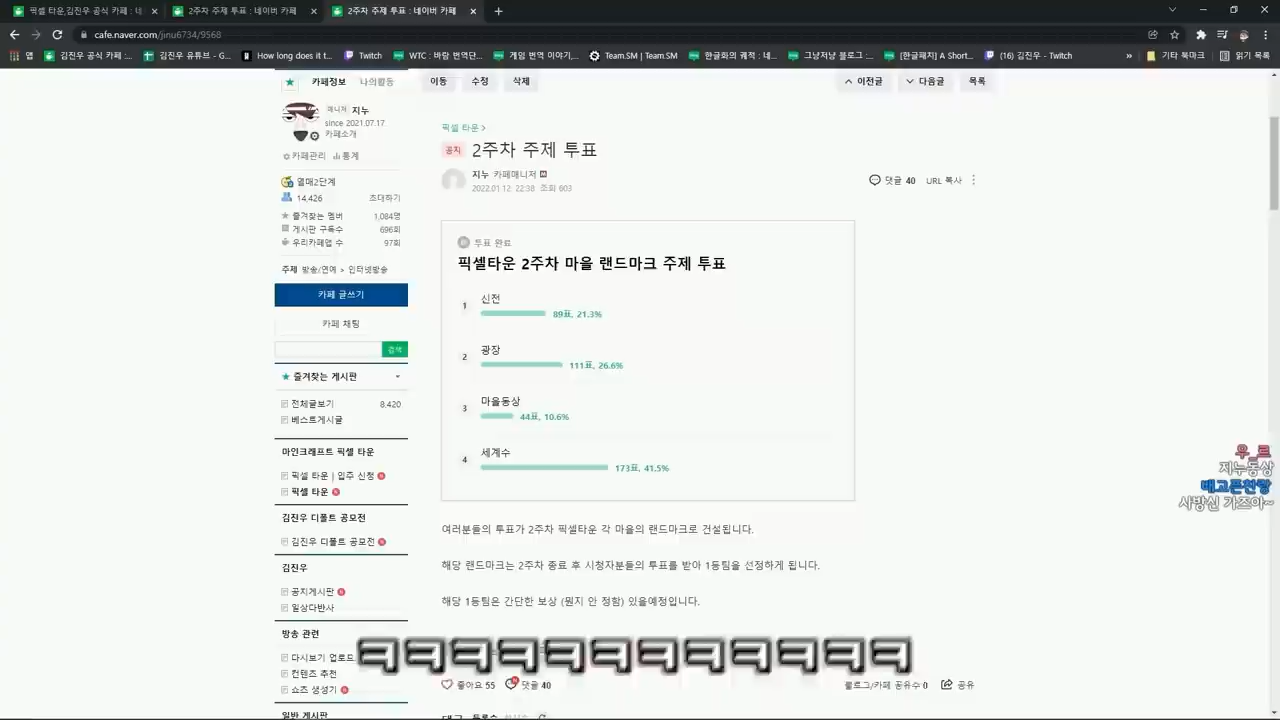 픽셀 타운,김진우 공식 카페 : 네
2주차 주제 투표 : 네이버 카페
2주차 주제 투표 : 네이버 카페
cafe.naver.com/jinu6734/9568
앱
김진우 공식 카페 : 네...
김진우 유튜브 - G...
How long does it t...
Twitch
WTC : 바람 번역단...
게임 번역 이야기,...
Team.SM | Team.SM
한글화의 궤적 : 네...
그냥저냥 블로그 :...
[한글패치] A Short...
(16) 김진우 - Twitch
기타 북마크
읽기 목록
카페정보 나의활동
매니저 지누
since 2021.07.17.
카페소개
카페관리 통계
열매2단계
14,426 초대하기
즐겨찾는 멤버 1,084명
게시판 구독수 696회
우리카페앱 수 97회
주제 방송/연예 > 인터넷방송
카페 글쓰기
카페 채팅
검색
즐겨찾는 게시판
전체글보기 8,420
베스트게시글
마인크래프트 픽셀 타운
픽셀 타운 | 입주 신청
픽셀 타운
김진우 디폴트 공모전
김진우 디폴트 공모전
김진우
공지게시판
일상다반사
방송 관련
다시보기 업로드
컨텐츠 추천
쇼츠 생성기
일반 게시판
이동 수정 삭제
이전글 다음글 목록
픽셀 타운 >
공지 2주차 주제 투표
지누 카페매니저
2022.01.12. 22:38 조회 603
댓글 40 URL 복사
투표 완료
픽셀타운 2주차 마을 랜드마크 주제 투표
1 신전
89표, 21.3%
2 광장
111표, 26.6%
3 마을동상
44표, 10.6%
4 세계수
173표, 41.5%
여러분들의 투표가 2주차 픽셀타운 각 마을의 랜드마크로 건설됩니다.
해당 랜드마크는 2주차 종료 후 시청자분들의 투표를 받아 1등팀을 선정하게 됩니다.
해당 1등팀은 간단한 보상 (뭔지 안 정함) 있을예정입니다.
ㅋㅋㅋㅋㅋㅋㅋㅋㅋㅋㅋㅋ
좋아요 55 댓글 40
블로그/카페 공유수 0 공유
댓글 등록순
우르
지누동상
배고픈찬랑
사방신 가즈아~